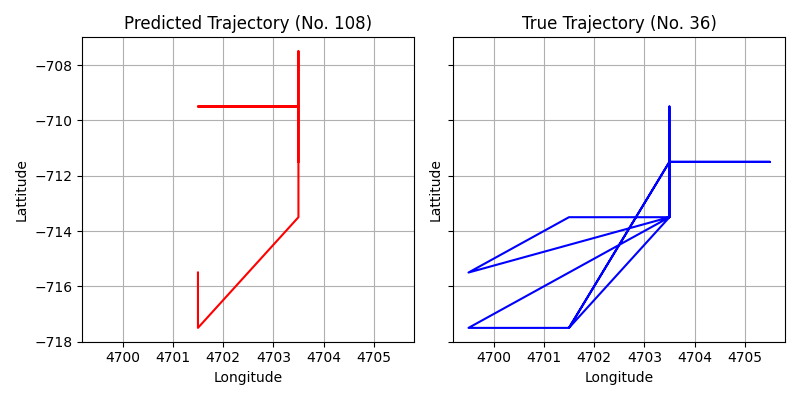 Predicted Trajectory (No. 108)
True Trajectory (No. 36)
−708
−710
−712
−714
−716
−718
Lattitude
Lattitude
4700 4701 4702 4703 4704 4705
4700 4701 4702 4703 4704 4705
Longitude
Longitude